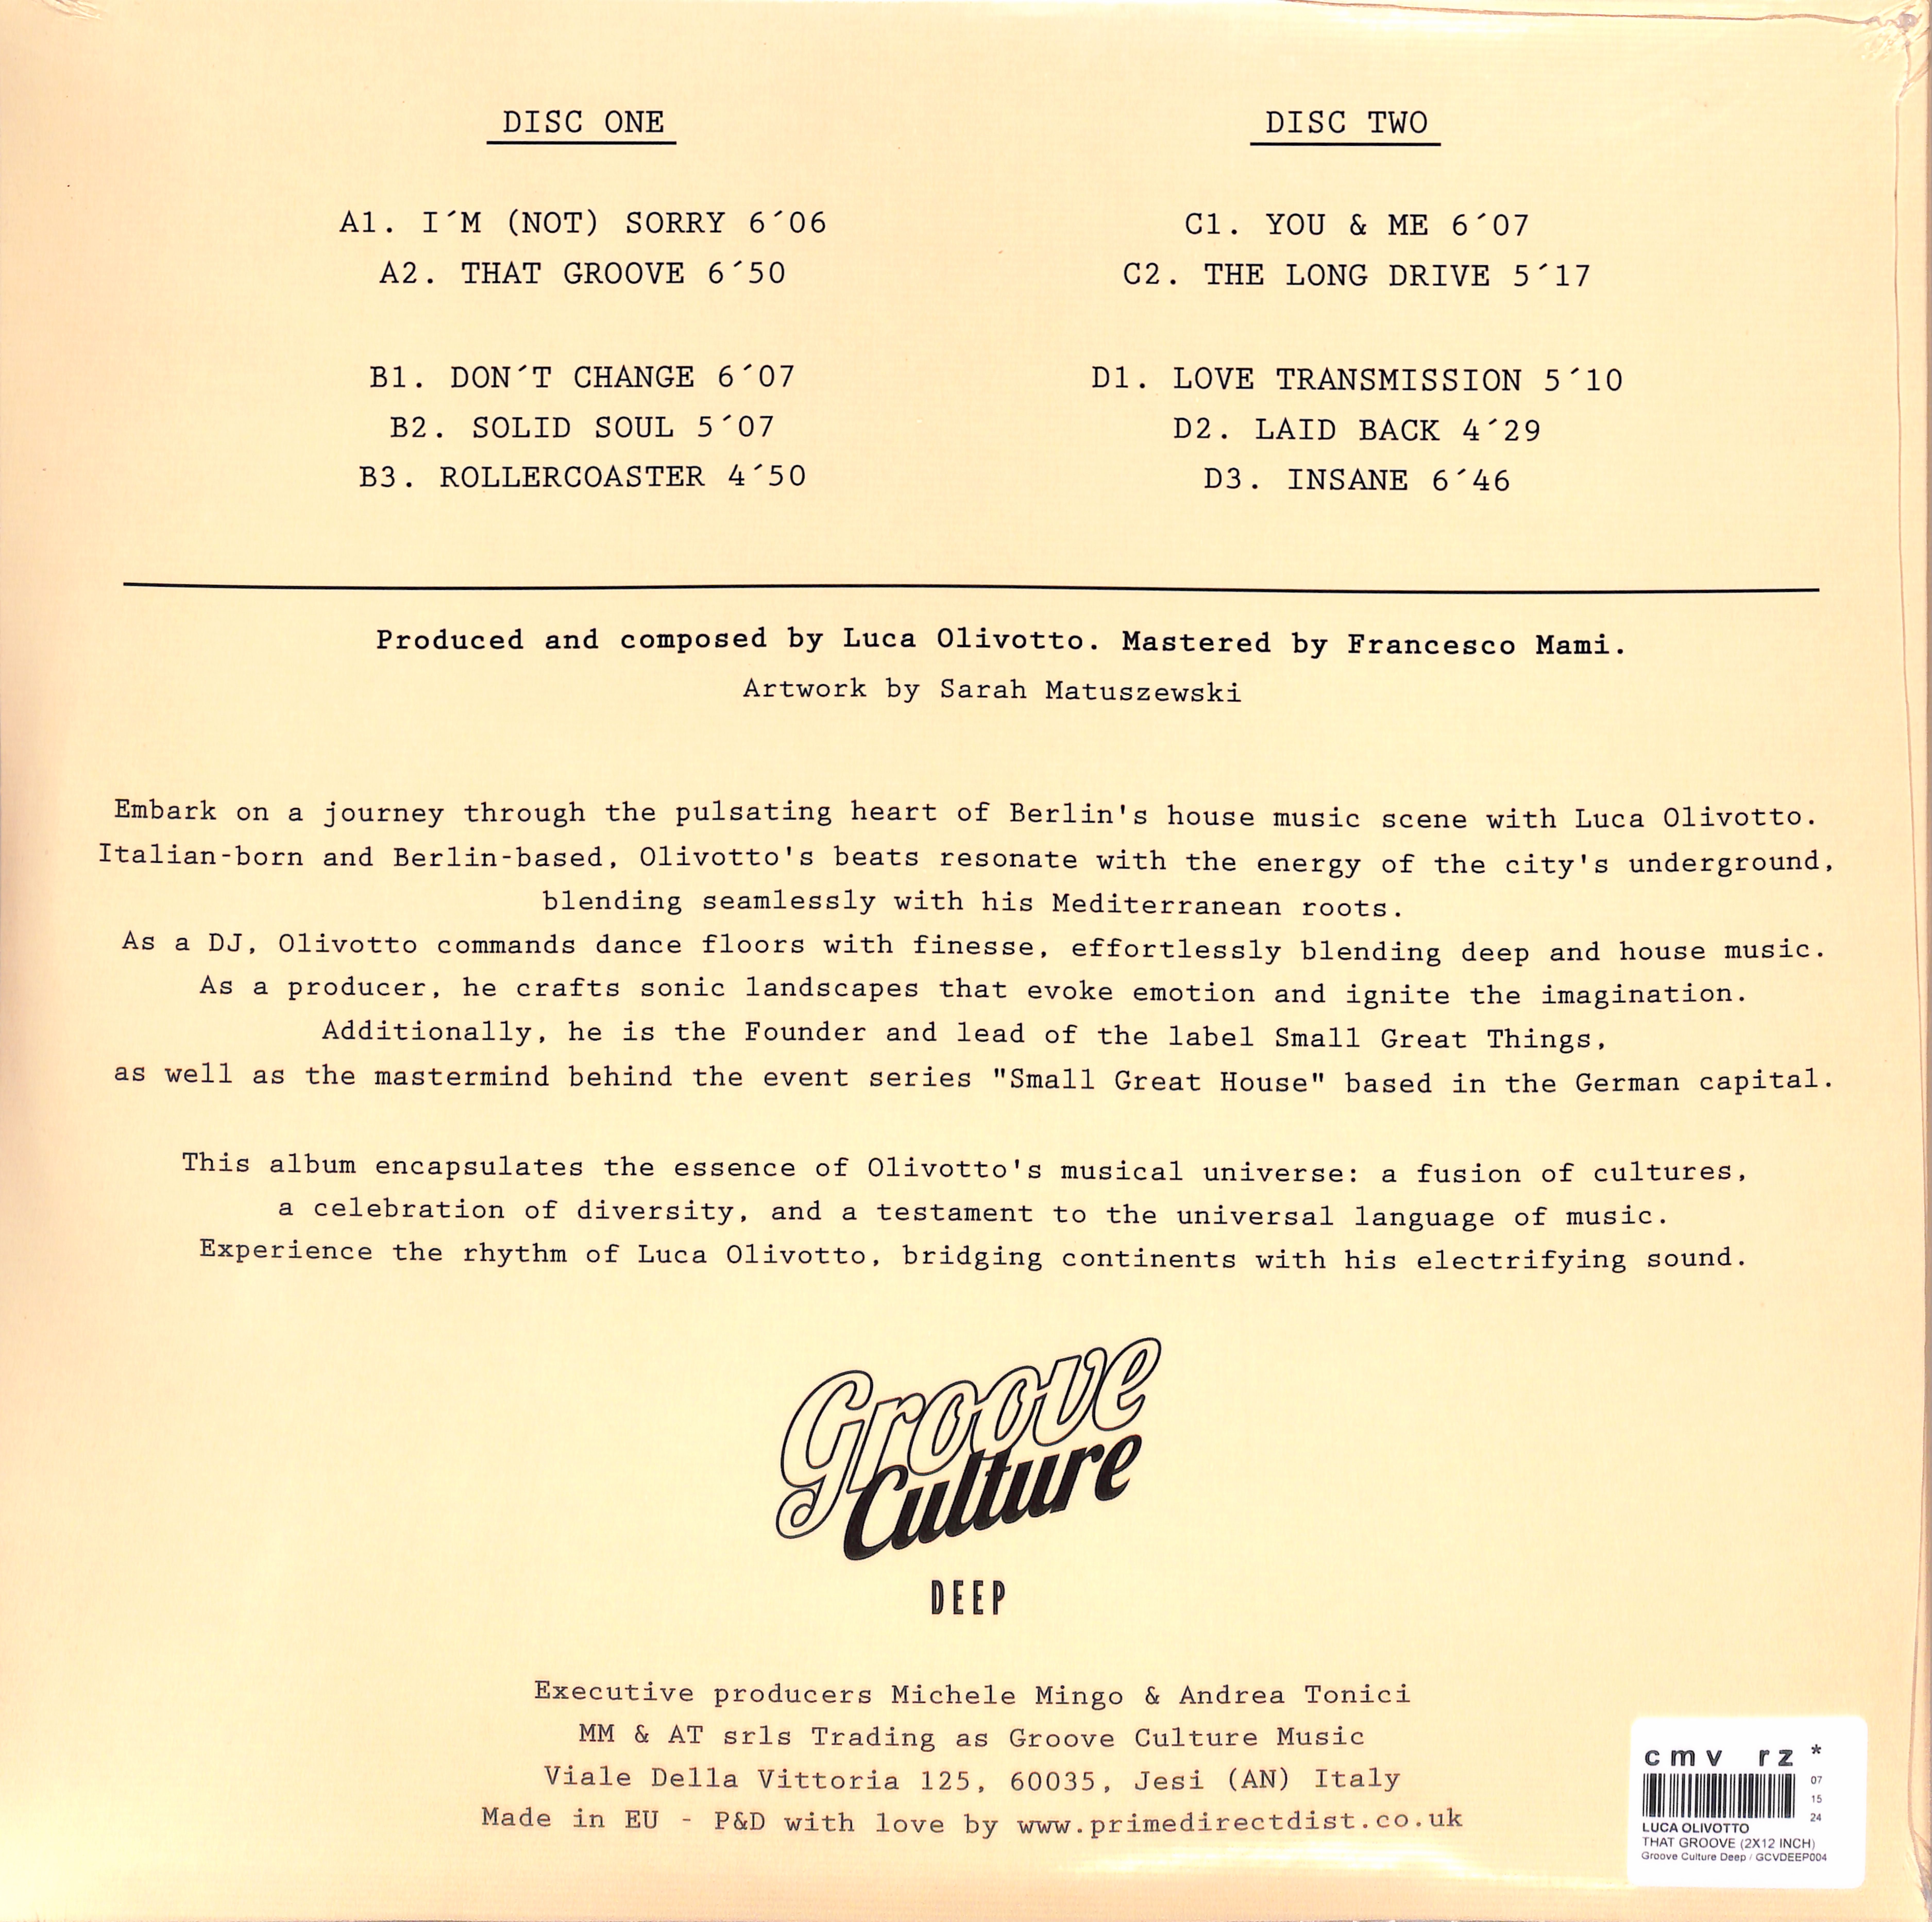 DISC ONE
A1. I´M (NOT) SORRY 6´06
A2. THAT GROOVE 6´50
B1. DON´T CHANGE 6´07
B2. SOLID SOUL 5´07
B3. ROLLERCOASTER 4´50
DISC TWO
C1. YOU & ME 6´07
C2. THE LONG DRIVE 5´17
D1. LOVE TRANSMISSION 5´10
D2. LAID BACK 4´29
D3. INSANE 6´46
Produced and composed by Luca Olivotto. Mastered by Francesco Mami.
Artwork by Sarah Matuszewski
Embark on a journey through the pulsating heart of Berlin's house music scene with Luca Olivotto.
Italian-born and Berlin-based, Olivotto's beats resonate with the energy of the city's underground,
blending seamlessly with his Mediterranean roots.
As a DJ, Olivotto commands dance floors with finesse, effortlessly blending deep and house music.
As a producer, he crafts sonic landscapes that evoke emotion and ignite the imagination.
Additionally, he is the Founder and lead of the label Small Great Things,
as well as the mastermind behind the event series "Small Great House" based in the German capital.
This album encapsulates the essence of Olivotto's musical universe: a fusion of cultures,
a celebration of diversity, and a testament to the universal language of music.
Experience the rhythm of Luca Olivotto, bridging continents with his electrifying sound.
Groove
Culture
DEEP
Executive producers Michele Mingo & Andrea Tonici
MM & AT srls Trading as Groove Culture Music
Viale Della Vittoria 125, 60035, Jesi (AN) Italy
Made in EU - P&D with love by www.primedirectdist.co.uk
cmv rz *
07
15
24
LUCA OLIVOTTO
THAT GROOVE (2X12 INCH)
Groove Culture Deep / GCVDEEP004